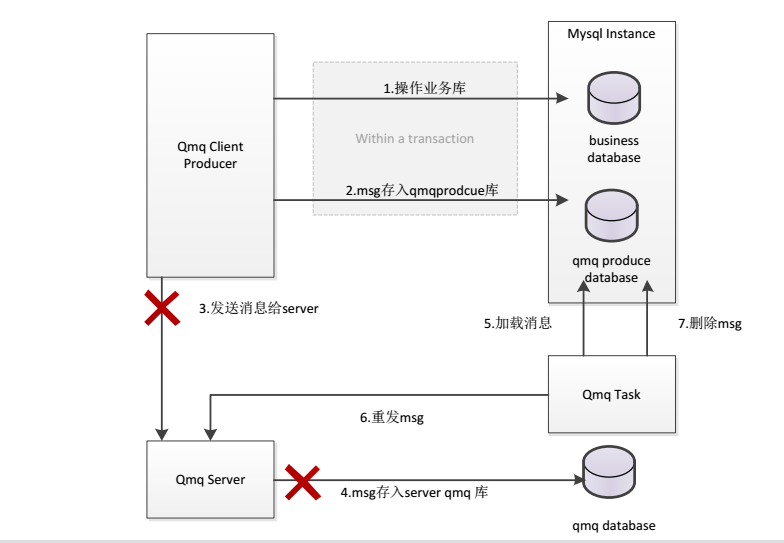 Mysql Instance
1.操作业务库
Qmq Client
Producer
Within a transaction
business
database
2.msg存入qmqprodcue库
qmq produce
database
3.发送消息给server
5.加载消息
7.删除msg
Qmq Task
6.重发msg
Qmq Server
4.msg存入server qmq 库
qmq database